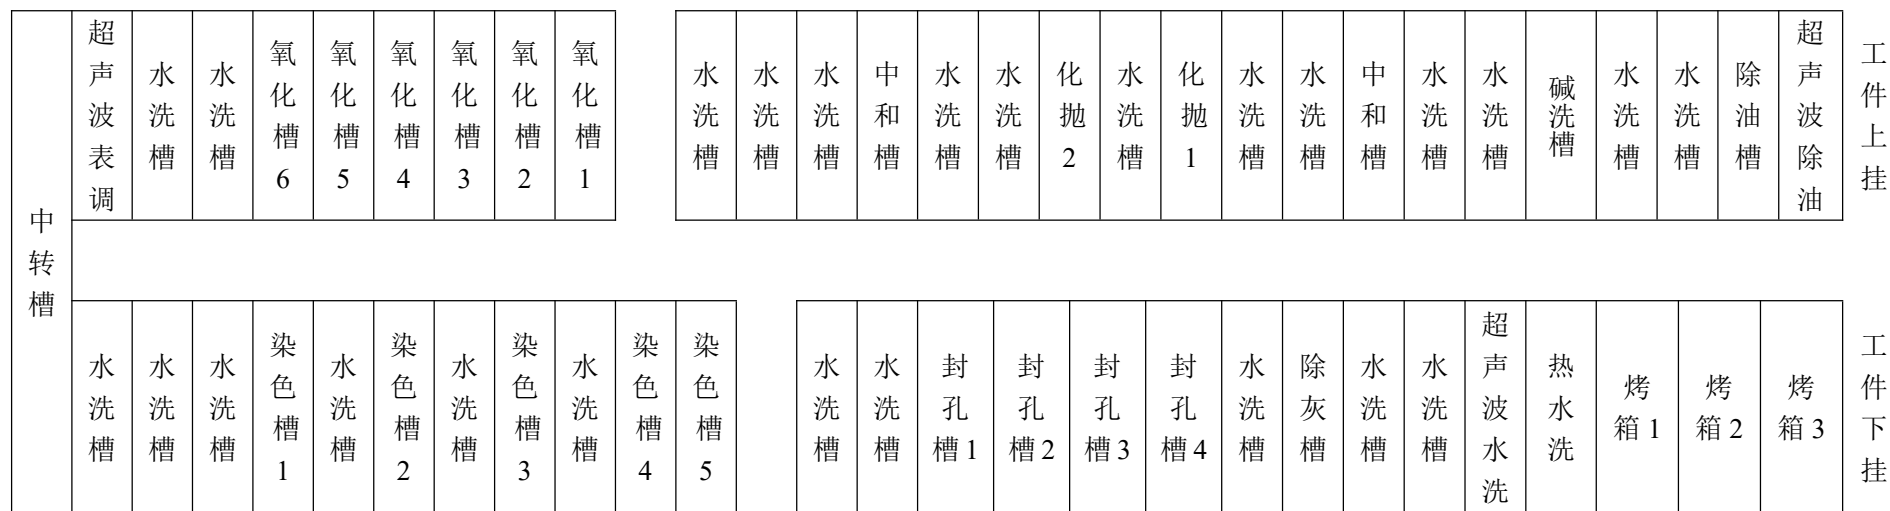 中转槽
超声波表调
水洗槽
水洗槽
氧化槽6
氧化槽5
氧化槽4
氧化槽3
氧化槽2
氧化槽1
水洗槽
水洗槽
水洗槽
中和槽
水洗槽
水洗槽
化抛2
水洗槽
化抛1
水洗槽
水洗槽
中和槽
水洗槽
水洗槽
碱洗槽
水洗槽
水洗槽
除油槽
超声波除油
工件上挂
水洗槽
水洗槽
水洗槽
染色槽1
水洗槽
染色槽2
水洗槽
染色槽3
水洗槽
染色槽4
染色槽5
水洗槽
水洗槽
封孔槽1
封孔槽2
封孔槽3
封孔槽4
水洗槽
除灰槽
水洗槽
水洗槽
超声波水洗
热水洗
烤箱1
烤箱2
烤箱3
工件下挂